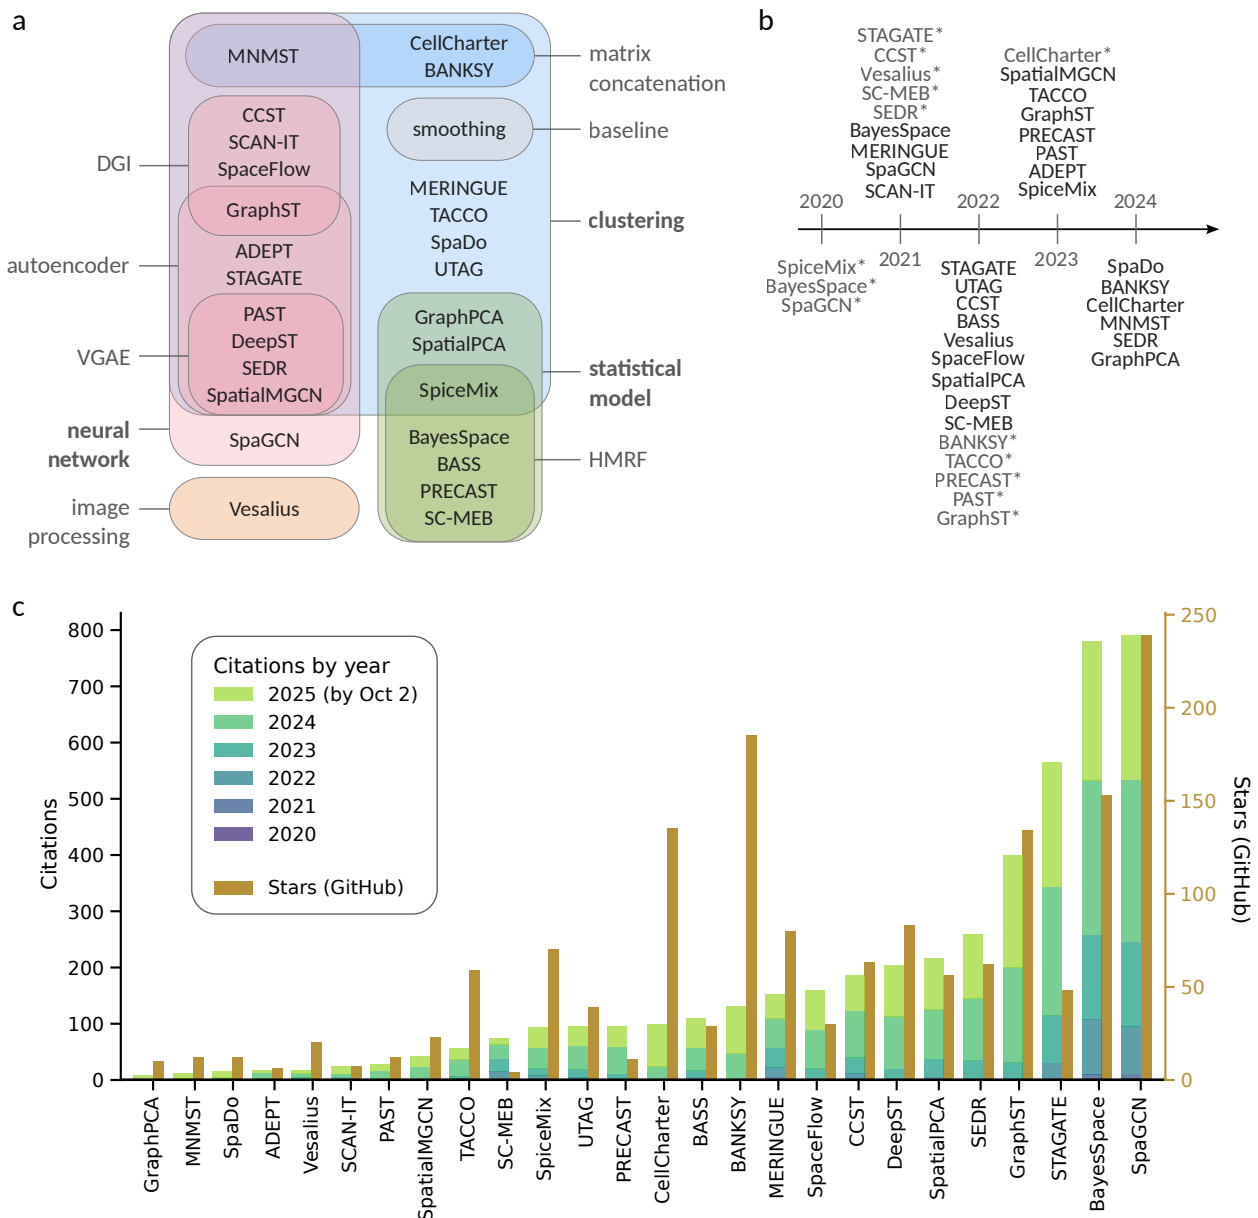 a
MNMST
CellCharter
BANKSY
matrix
concatenation
CCST
SCAN-IT
SpaceFlow
smoothing
baseline
DGI
GraphST
MERINGUE
TACCO
SpaDo
UTAG
clustering
autoencoder
ADEPT
STAGATE
PAST
DeepST
SEDR
SpatialMGCN
VGAE
GraphPCA
SpatialPCA
SpiceMix
statistical
model
neural
network
SpaGCN
BayesSpace
BASS
PRECAST
SC-MEB
HMRF
image
processing
Vesalius
b
STAGATE*
CCST*
Vesalius*
SC-MEB*
SEDR*
BayesSpace
MERINGUE
SpaGCN
SCAN-IT
CellCharter*
SpatialMGCN
TACCO
GraphST
PRECAST
PAST
ADEPT
SpiceMix
2020
2022
2024
2021
2023
SpiceMix*
BayesSpace*
SpaGCN*
STAGATE
UTAG
CCST
BASS
Vesalius
SpaceFlow
SpatialPCA
DeepST
SC-MEB
BANKSY*
TACCO*
PRECAST*
PAST*
GraphST*
SpaDo
BANKSY
CellCharter
MNMST
SEDR
GraphPCA
c
Citations
800
700
600
500
400
300
200
100
0
Citations by year
2025 (by Oct 2)
2024
2023
2022
2021
2020
Stars (GitHub)
250
200
150
100
50
0
Stars (GitHub)
GraphPCA
MNMST
SpaDo
ADEPT
Vesalius
SCAN-IT
PAST
SpatialMGCN
TACCO
SC-MEB
SpiceMix
UTAG
PRECAST
CellCharter
BASS
BANKSY
MERINGUE
SpaceFlow
CCST
DeepST
SpatialPCA
SEDR
GraphST
STAGATE
BayesSpace
SpaGCN